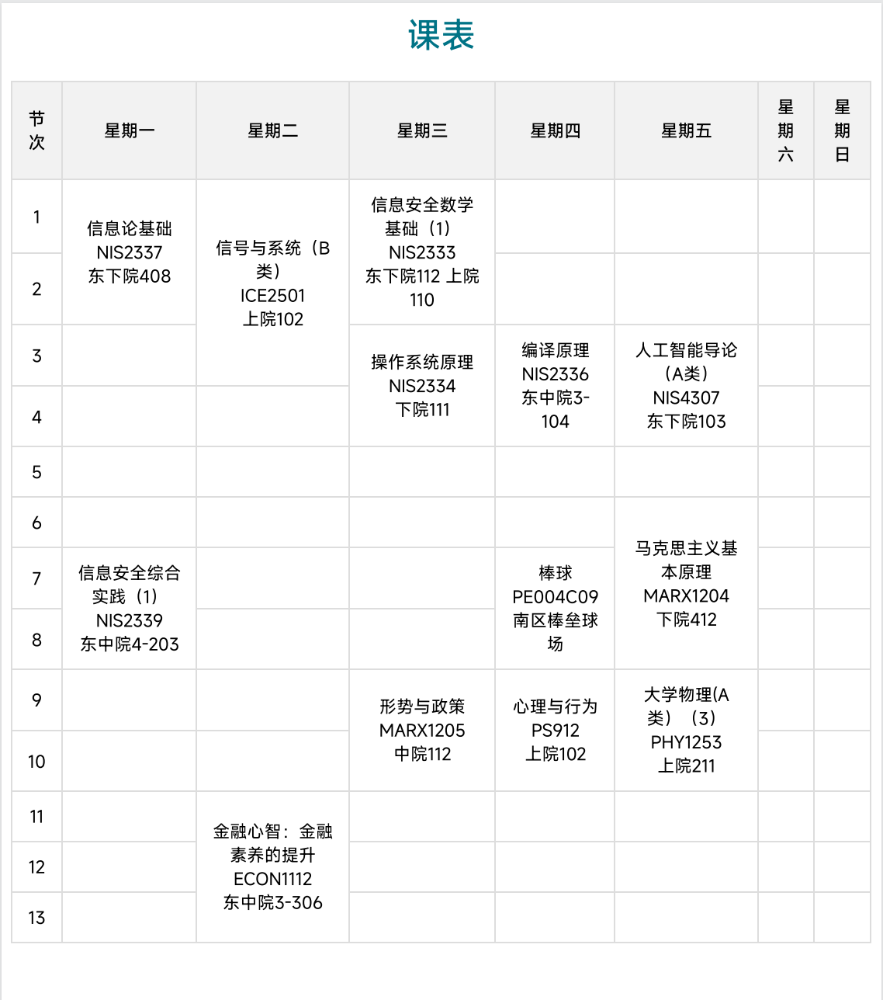 课表
节
次
星期一
星期二
星期三
星期四
星期五
星
期
六
星
期
日
1
信息论基础
NIS2337
东下院408
信号与系统（B
类）
ICE2501
上院102
信息安全数学
基础（1）
NIS2333
东下院112 上院
110
2
3
操作系统原理
NIS2334
下院111
编译原理
NIS2336
东中院3-
104
人工智能导论
（A类）
NIS4307
东下院103
4
5
6
马克思主义基
本原理
MARX1204
下院412
7
信息安全综合
实践（1）
NIS2339
东中院4-203
棒球
PE004C09
南区棒垒球
场
8
9
形势与政策
MARX1205
中院112
心理与行为
PS912
上院102
大学物理(A
类）（3）
PHY1253
上院211
10
11
金融心智：金融
素养的提升
ECON1112
东中院3-306
12
13